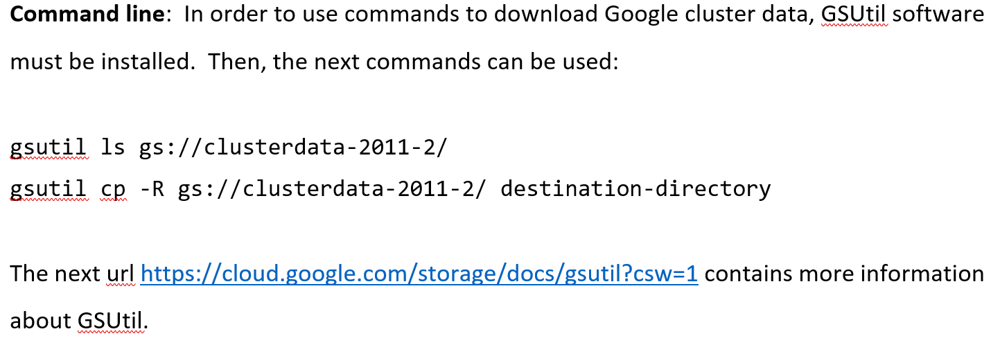 Command line:  In order to use commands to download Google cluster data, GSUtil software
must be installed.  Then, the next commands can be used:
gsutil ls gs://clusterdata-2011-2/
gsutil cp -R gs://clusterdata-2011-2/ destination-directory
The next url https://cloud.google.com/storage/docs/gsutil?csw=1 contains more information
about GSUtil.